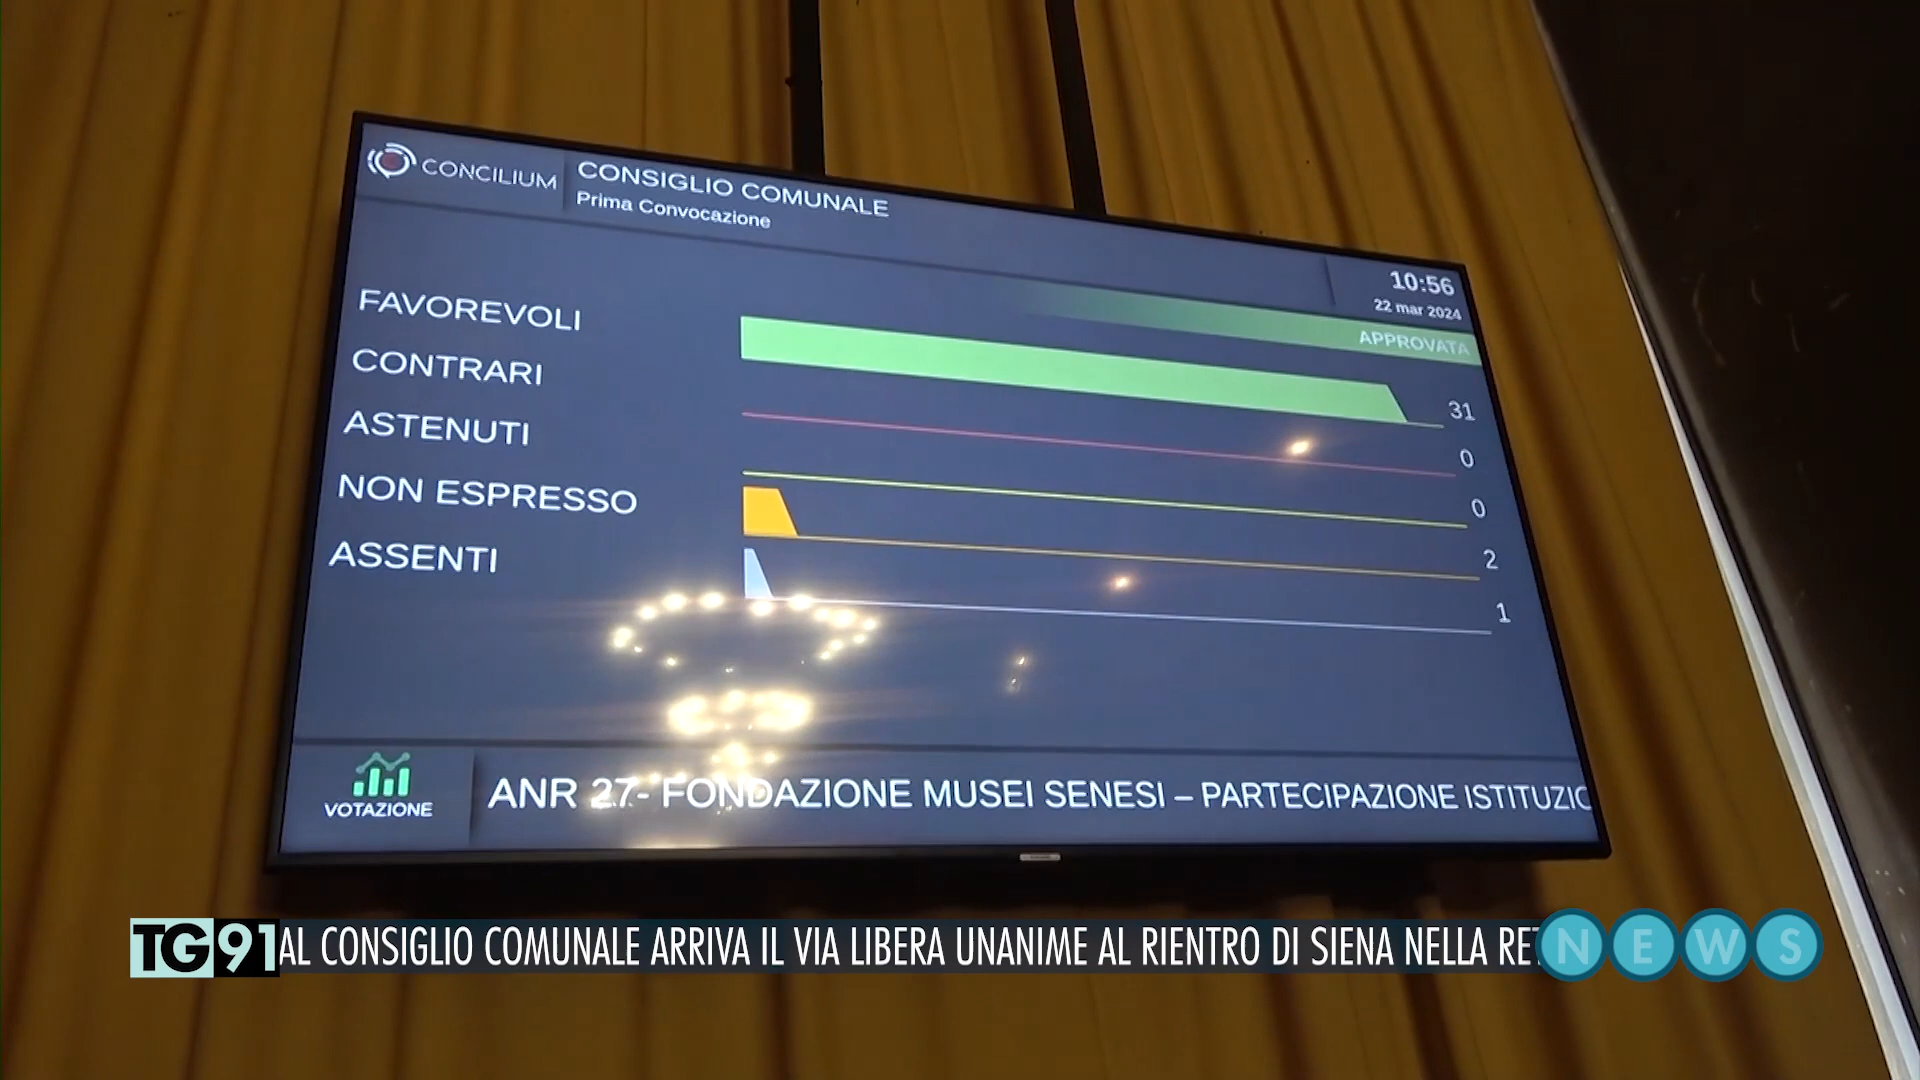 CONCILIUM
CONSIGLIO COMUNALE
Prima Convocazione
10:56
22 mar 2024
APPROVATA
FAVOREVOLI 31
CONTRARI 0
ASTENUTI 0
NON ESPRESSO 2
ASSENTI 1
VOTAZIONE
ANR 27- FONDAZIONE MUSEI SENESI – PARTECIPAZIONE ISTITUZIO
TG91 AL CONSIGLIO COMUNALE ARRIVA IL VIA LIBERA UNANIME AL RIENTRO DI SIENA NELLA RET NEWS